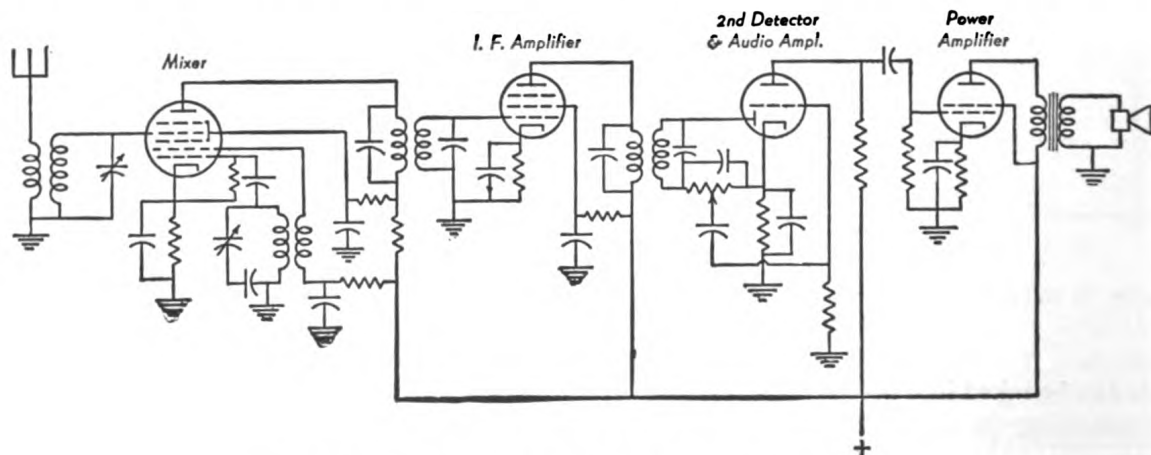 Mixer
I. F. Amplifier
2nd Detector
& Audio Ampl.
Power
Amplifier
+